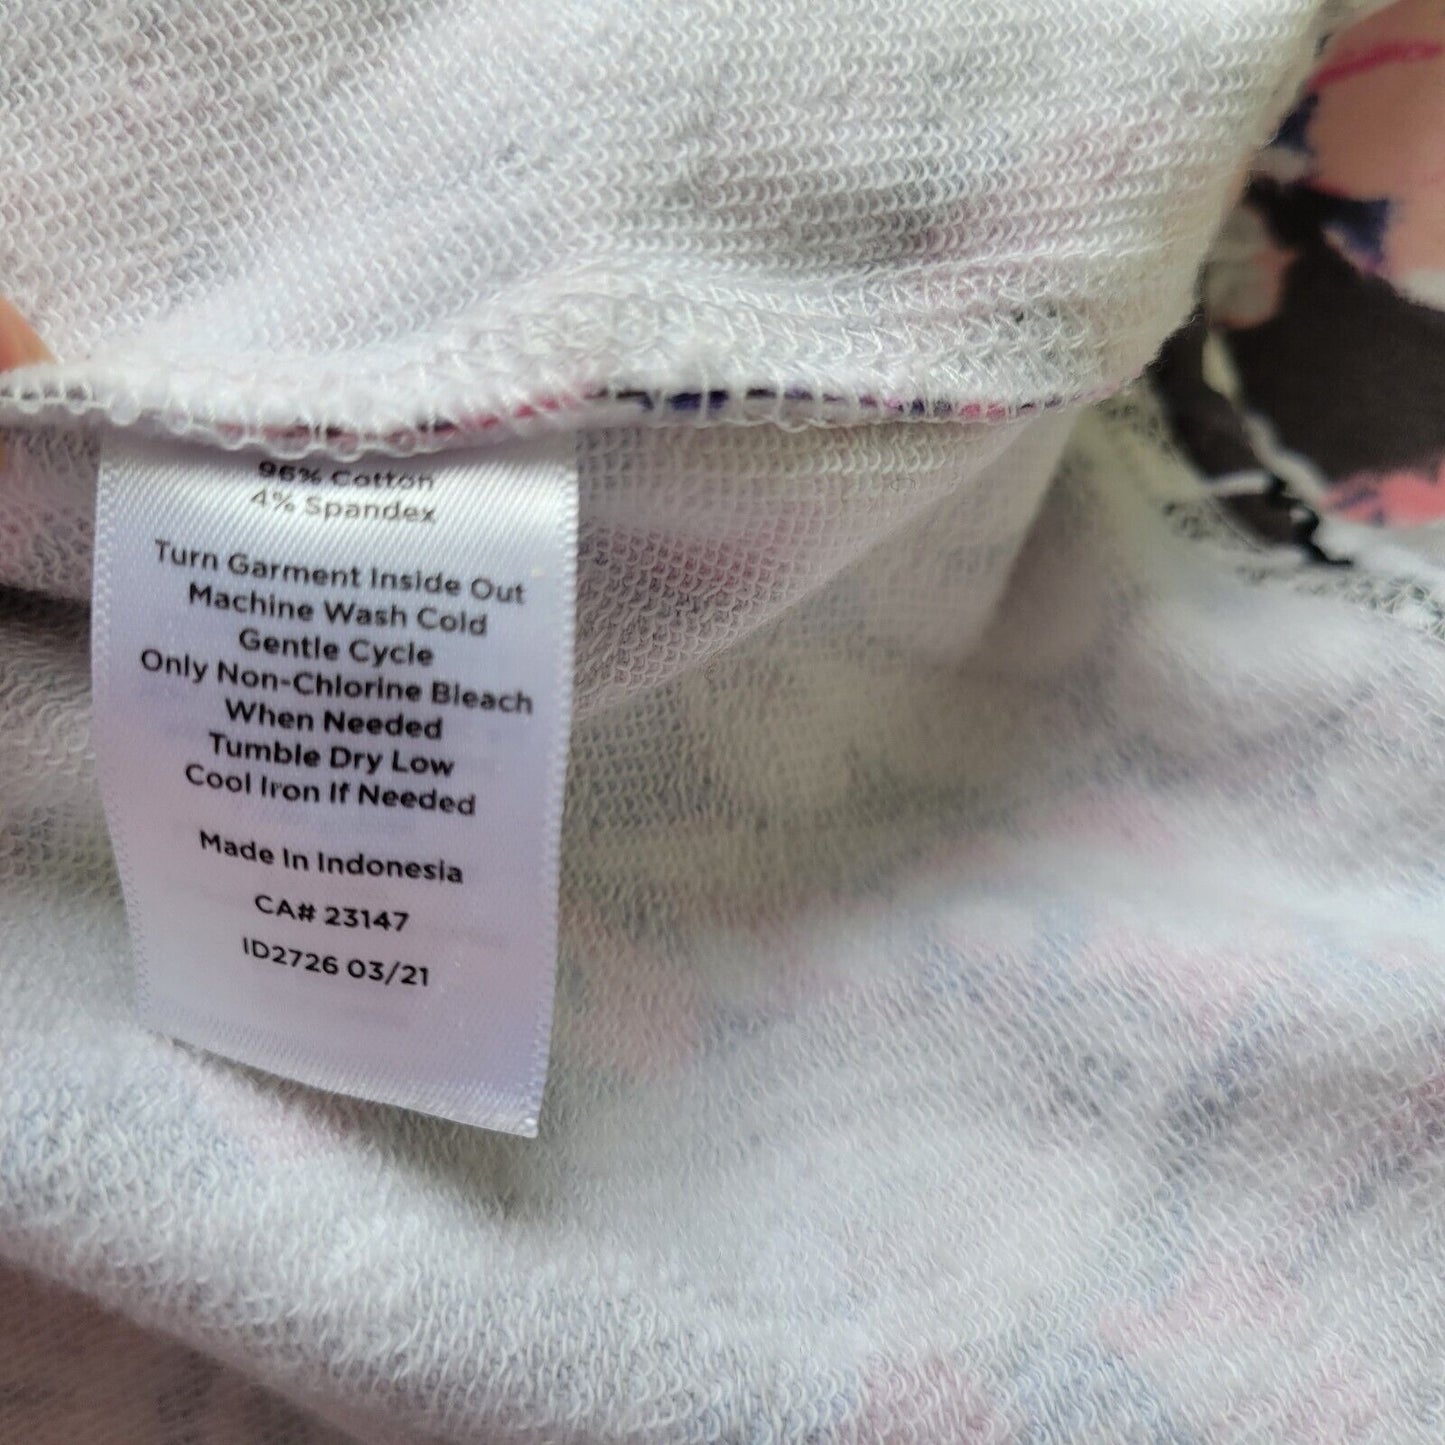 96% Cotton
4% Spandex
Turn Garment Inside Out
Machine Wash Cold
Gentle Cycle
Only Non-Chlorine Bleach
When Needed
Tumble Dry Low
Cool Iron If Needed
Made In Indonesia
CA# 23147
ID2726 03/21